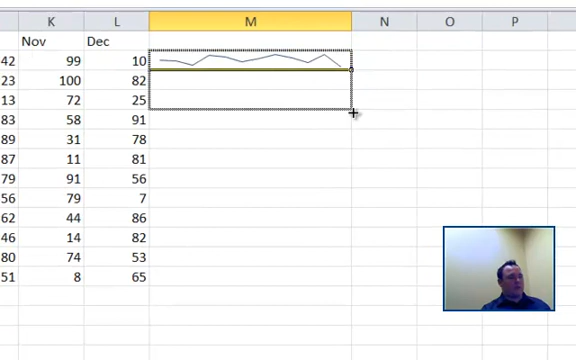 K L M N O P
Nov Dec
42 99 10
23 100 82
13 72 25
83 58 91
89 31 78
87 11 81
79 91 56
56 79 7
62 44 86
46 14 82
80 74 53
51 8 65